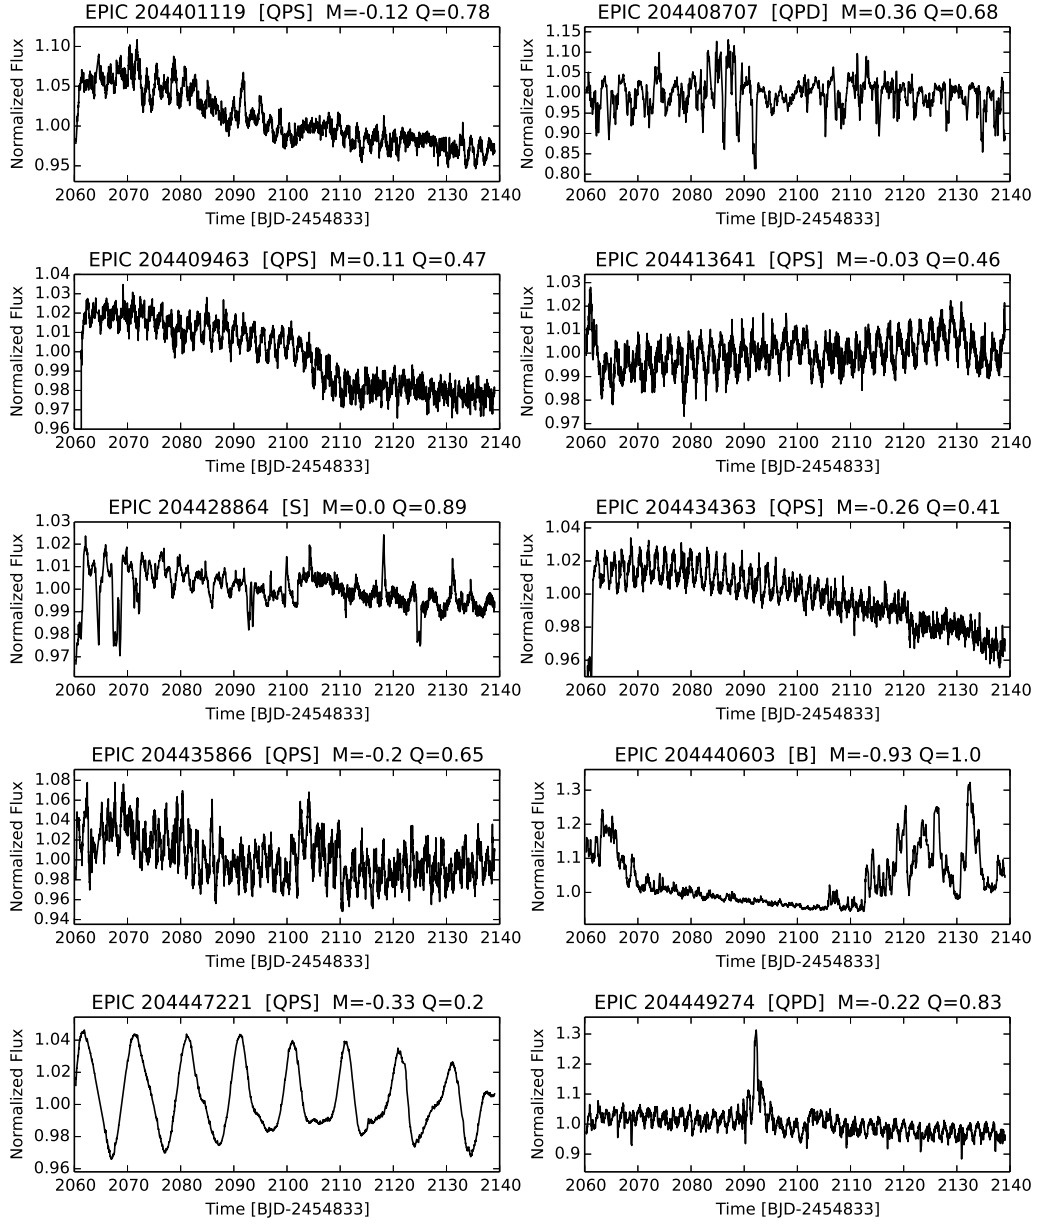 EPIC 204401119 [QPS] M=-0.12 Q=0.78
Normalized Flux
1.10
1.05
1.00
0.95
2060 2070 2080 2090 2100 2110 2120 2130 2140
Time [BJD-2454833]
EPIC 204408707 [QPD] M=0.36 Q=0.68
Normalized Flux
1.15
1.10
1.05
1.00
0.95
0.90
0.85
0.80
2060 2070 2080 2090 2100 2110 2120 2130 2140
Time [BJD-2454833]
EPIC 204409463 [QPS] M=0.11 Q=0.47
Normalized Flux
1.04
1.03
1.02
1.01
1.00
0.99
0.98
0.97
0.96
2060 2070 2080 2090 2100 2110 2120 2130 2140
Time [BJD-2454833]
EPIC 204413641 [QPS] M=-0.03 Q=0.46
Normalized Flux
1.03
1.02
1.01
1.00
0.99
0.98
0.97
2060 2070 2080 2090 2100 2110 2120 2130 2140
Time [BJD-2454833]
EPIC 204428864 [S] M=0.0 Q=0.89
Normalized Flux
1.03
1.02
1.01
1.00
0.99
0.98
0.97
2060 2070 2080 2090 2100 2110 2120 2130 2140
Time [BJD-2454833]
EPIC 204434363 [QPS] M=-0.26 Q=0.41
Normalized Flux
1.04
1.02
1.00
0.98
0.96
2060 2070 2080 2090 2100 2110 2120 2130 2140
Time [BJD-2454833]
EPIC 204435866 [QPS] M=-0.2 Q=0.65
Normalized Flux
1.08
1.06
1.04
1.02
1.00
0.98
0.96
0.94
2060 2070 2080 2090 2100 2110 2120 2130 2140
Time [BJD-2454833]
EPIC 204440603 [B] M=-0.93 Q=1.0
Normalized Flux
1.3
1.2
1.1
1.0
2060 2070 2080 2090 2100 2110 2120 2130 2140
Time [BJD-2454833]
EPIC 204447221 [QPS] M=-0.33 Q=0.2
Normalized Flux
1.04
1.02
1.00
0.98
0.96
2060 2070 2080 2090 2100 2110 2120 2130 2140
Time [BJD-2454833]
EPIC 204449274 [QPD] M=-0.22 Q=0.83
Normalized Flux
1.3
1.2
1.1
1.0
0.9
2060 2070 2080 2090 2100 2110 2120 2130 2140
Time [BJD-2454833]